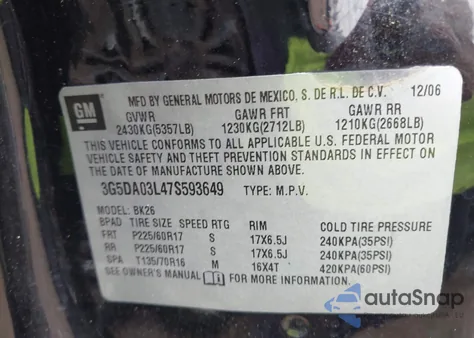 MFD BY GENERAL MOTORS DE MEXICO, S. DE R.L. DE C.V. 12/06
GM
GVWR GAWR FRT GAWR RR
2430KG(5357LB) 1230KG(2712LB) 1210KG(2668LB)
THIS VEHICLE CONFORMS TO ALL APPLICABLE U.S. FEDERAL MOTOR
VEHICLE SAFETY AND THEFT PREVENTION STANDARDS IN EFFECT ON
THE DATE OF MANUFACTURE SHOWN ABOVE.
3G5DA03L47S593649 TYPE: M.P.V.
MODEL: BK26
BPAD TIRE SIZE SPEED RTG RIM COLD TIRE PRESSURE
FRT P225/60R17 S 17X6.5J 240KPA(35PSI)
RR P225/60R17 S 17X6.5J 240KPA(35PSI)
SPA T135/70R16 M 16X4T 420KPA(60PSI)
SEE OWNER'S MANUAL FOR MORE INFORMATION.
autoSnap